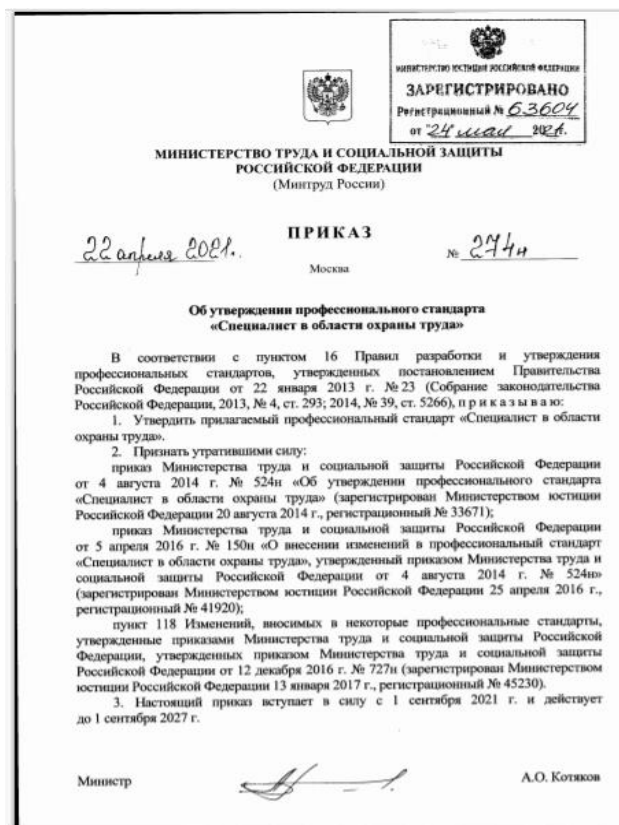 МИНИСТЕРСТВО ЮСТИЦИИ РОССИЙСКОЙ ФЕДЕРАЦИИ
ЗАРЕГИСТРИРОВАНО
Регистрационный № 63604
от "24 мая 2021.
МИНИСТЕРСТВО ТРУДА И СОЦИАЛЬНОЙ ЗАЩИТЫ
РОССИЙСКОЙ ФЕДЕРАЦИИ
(Минтруд России)
ПРИКАЗ
22 апреля 2021г.
№ 274н
Москва
Об утверждении профессионального стандарта
«Специалист в области охраны труда»
В соответствии с пунктом 16 Правил разработки и утверждения
профессиональных стандартов, утвержденных постановлением Правительства
Российской Федерации от 22 января 2013 г. № 23 (Собрание законодательства
Российской Федерации, 2013, № 4, ст. 293; 2014, № 39, ст. 5266), п р и к а з ы в а ю:
1. Утвердить прилагаемый профессиональный стандарт «Специалист в области
охраны труда».
2. Признать утратившими силу:
приказ Министерства труда и социальной защиты Российской Федерации
от 4 августа 2014 г. № 524н «Об утверждении профессионального стандарта
«Специалист в области охраны труда» (зарегистрирован Министерством юстиции
Российской Федерации 20 августа 2014 г., регистрационный № 33671);
приказ Министерства труда и социальной защиты Российской Федерации
от 5 апреля 2016 г. № 150н «О внесении изменений в профессиональный стандарт
«Специалист в области охраны труда», утвержденный приказом Министерства труда и
социальной защиты Российской Федерации от 4 августа 2014 г. № 524н»
(зарегистрирован Министерством юстиции Российской Федерации 25 апреля 2016 г.,
регистрационный № 41920);
пункт 118 Изменений, вносимых в некоторые профессиональные стандарты,
утвержденные приказами Министерства труда и социальной защиты Российской
Федерации, утвержденных приказом Министерства труда и социальной защиты
Российской Федерации от 12 декабря 2016 г. № 727н (зарегистрирован Министерством
юстиции Российской Федерации 13 января 2017 г., регистрационный № 45230).
3. Настоящий приказ вступает в силу с 1 сентября 2021 г. и действует
до 1 сентября 2027 г.
Министр
А.О. Котяков